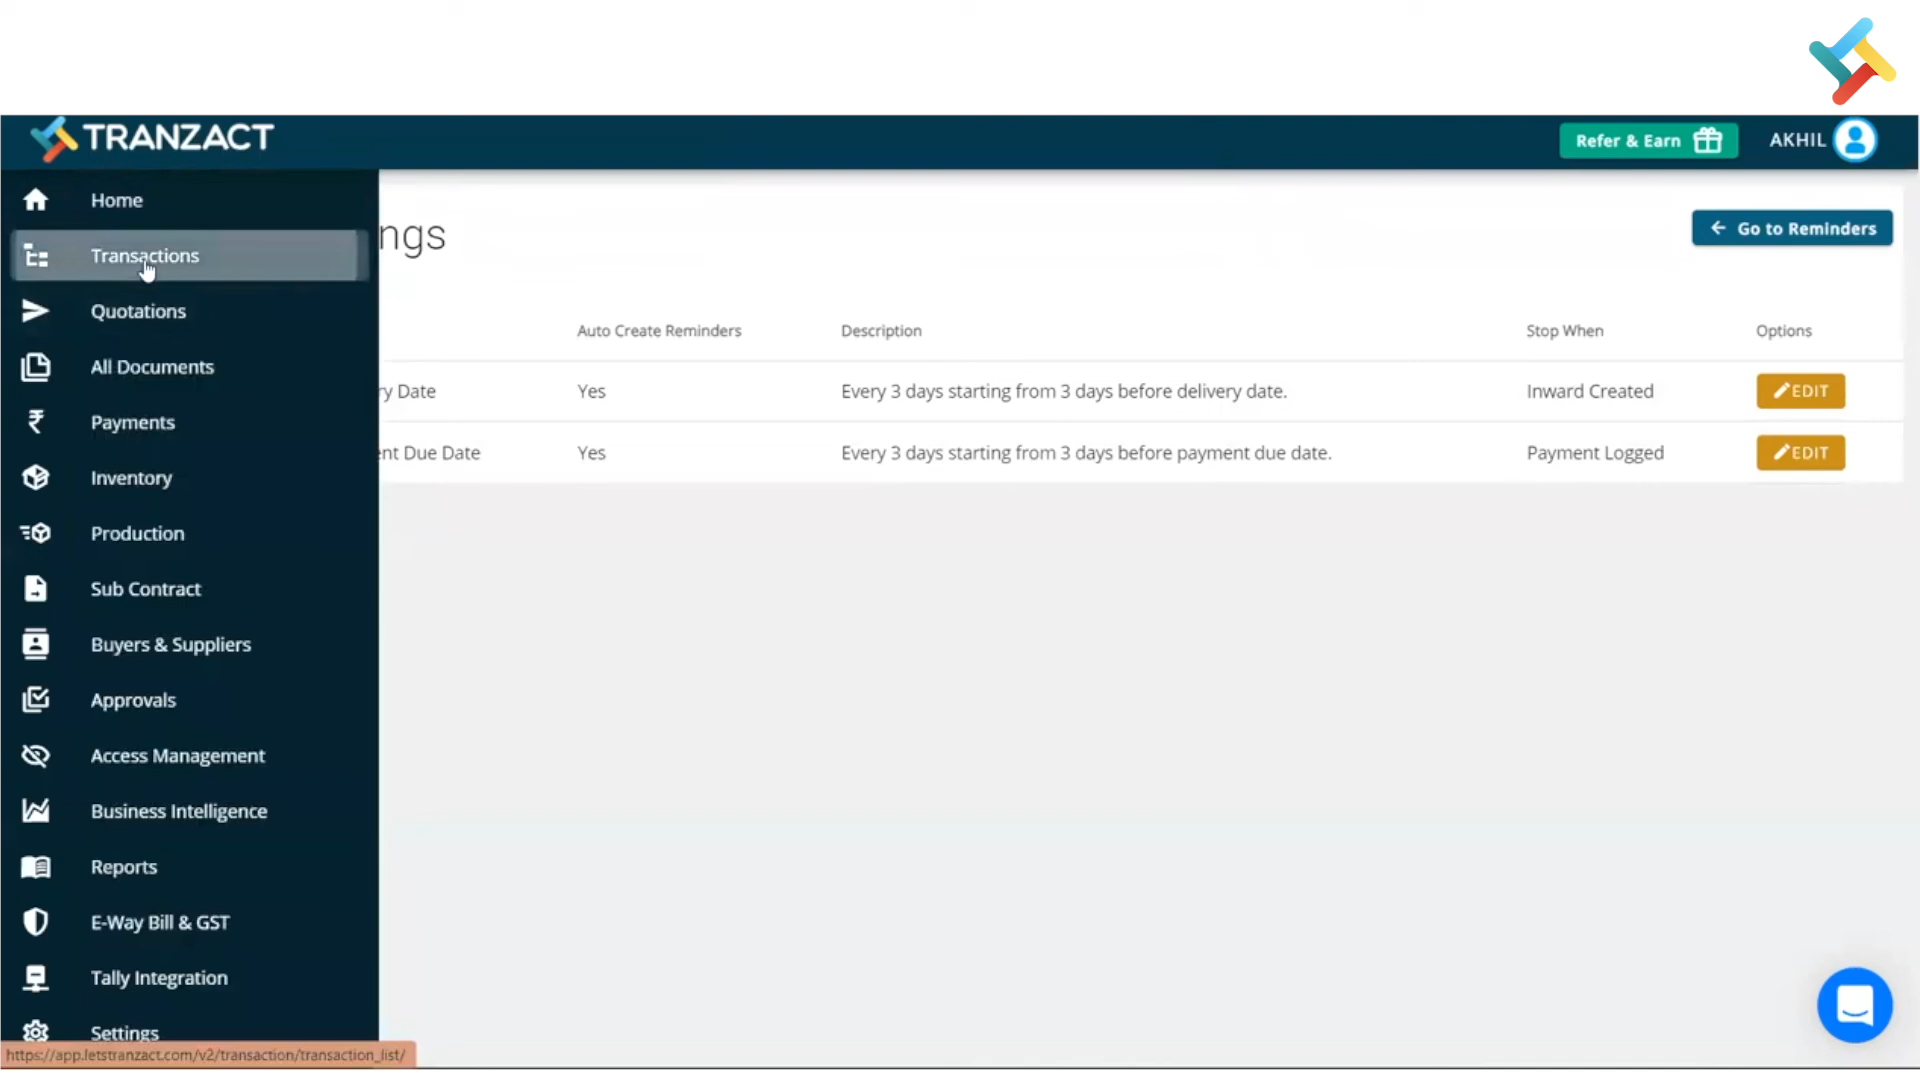 TRANZACT
Refer & Earn
AKHIL
Home
Transactions
Quotations
All Documents
Payments
Inventory
Production
Sub Contract
Buyers & Suppliers
Approvals
Access Management
Business Intelligence
Reports
E-Way Bill & GST
Tally Integration
Settings
https://app.letstranzact.com/v2/transaction/transaction_list/
ngs
Go to Reminders
Auto Create Reminders Description Stop When Options
ry Date Yes Every 3 days starting from 3 days before delivery date. Inward Created EDIT
ent Due Date Yes Every 3 days starting from 3 days before payment due date. Payment Logged EDIT